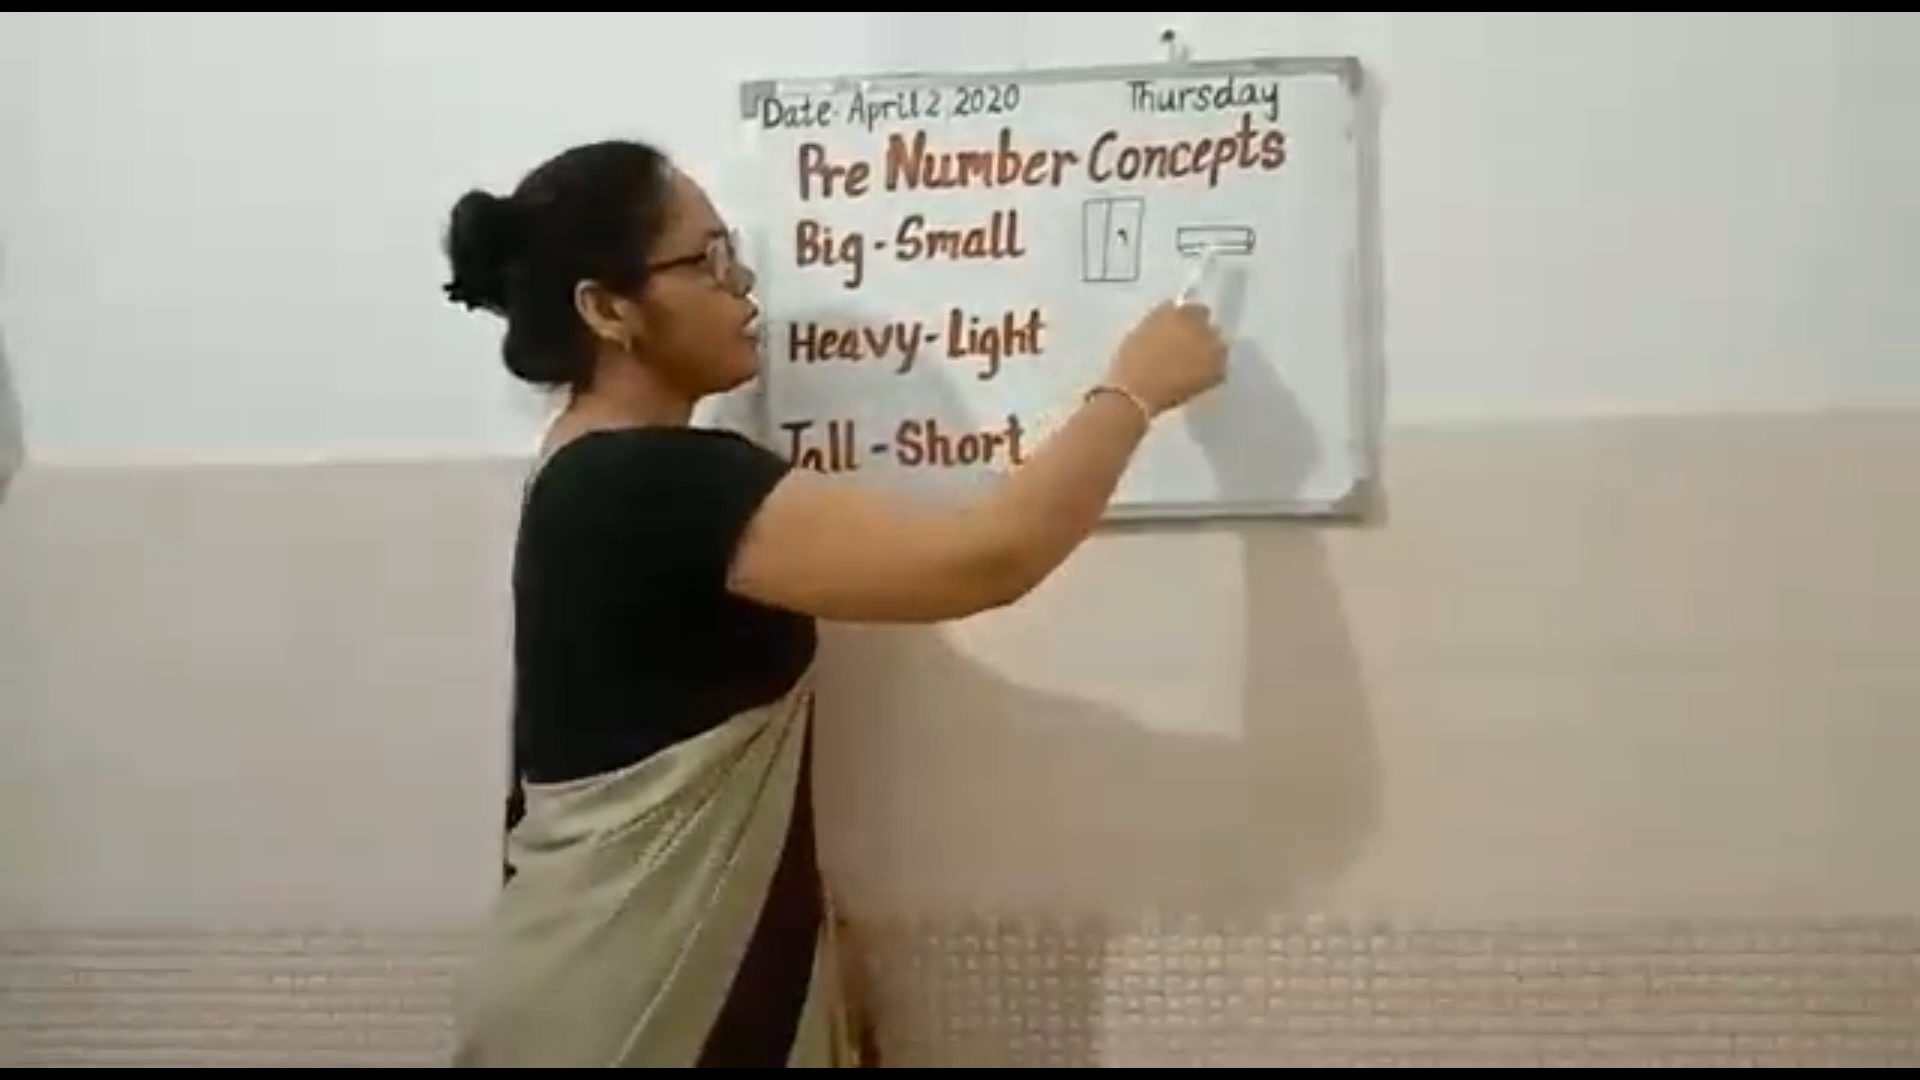 Date- April 2, 2020 Thursday
Pre Number Concepts
Big - Small
Heavy - Light
Tall - Short